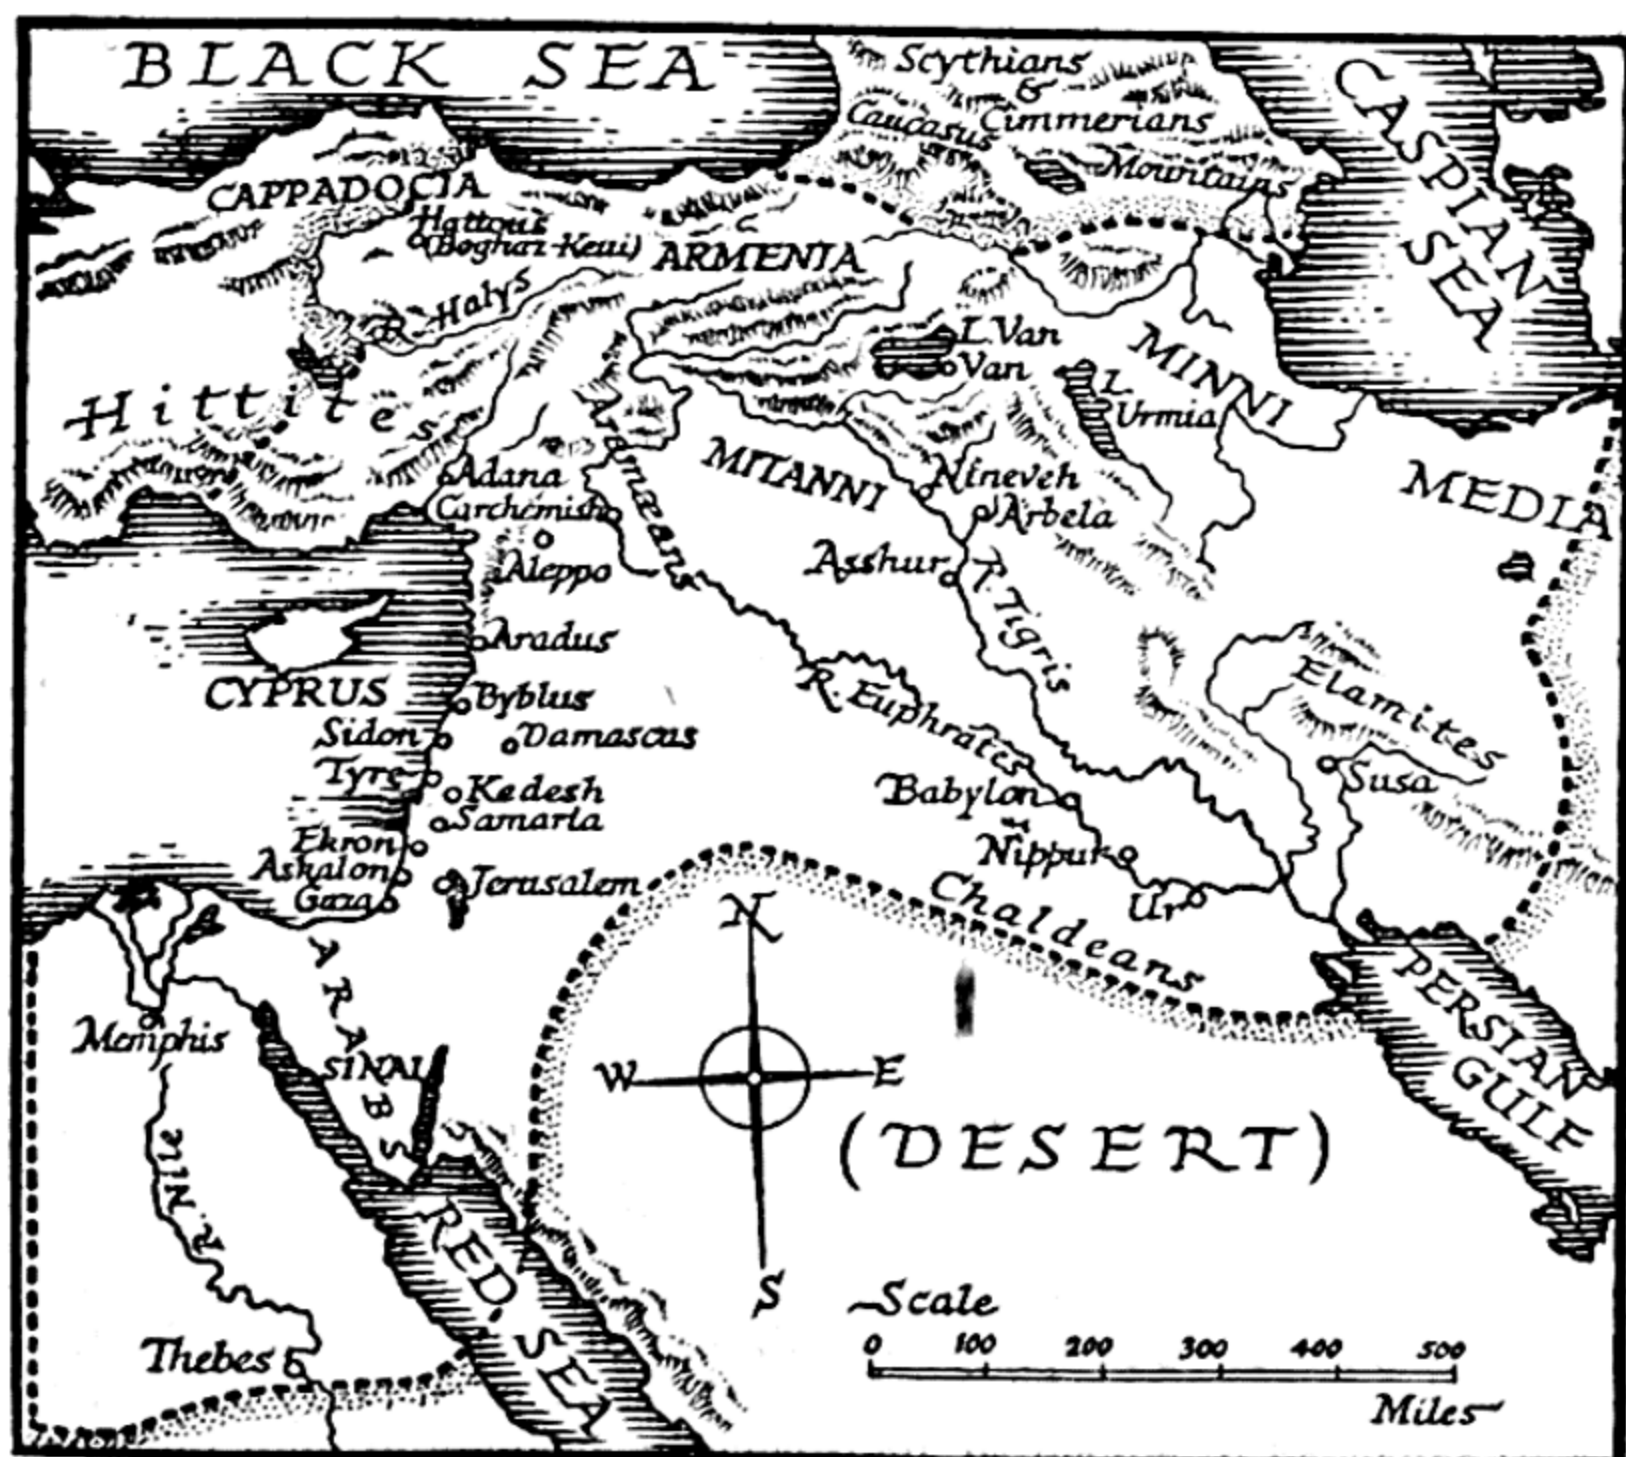 BLACK SEA
Scythians
&
Cimmerians
Caucasus
Mountains
CASPIAN
SEA
CAPPADOCIA
Hattous
(Boghaz-Keui)
ARMENIA
R. Halys
L. Van
Van
MINNI
L.
Urmia
Hittites
Aramæans
MITANNI
Nineveh
MEDIA
Adana
Carchemish
Arbela
Aleppo
Asshur
R. Tigris
Aradus
CYPRUS
Byblus
R. Euphrates
Elamites
Sidon
Damascus
Tyre
Kedesh
Babylon
Susa
Samaria
Ekron
Nippur
Askalon
Jerusalem
Gaza
Chaldeans
Ur
N
ARABS
PERSIAN
GULF
Memphis
SINAI
W
E
(DESERT)
R. Nile
RED SEA
S
Scale
Thebes
0 100 200 300 400 500
Miles